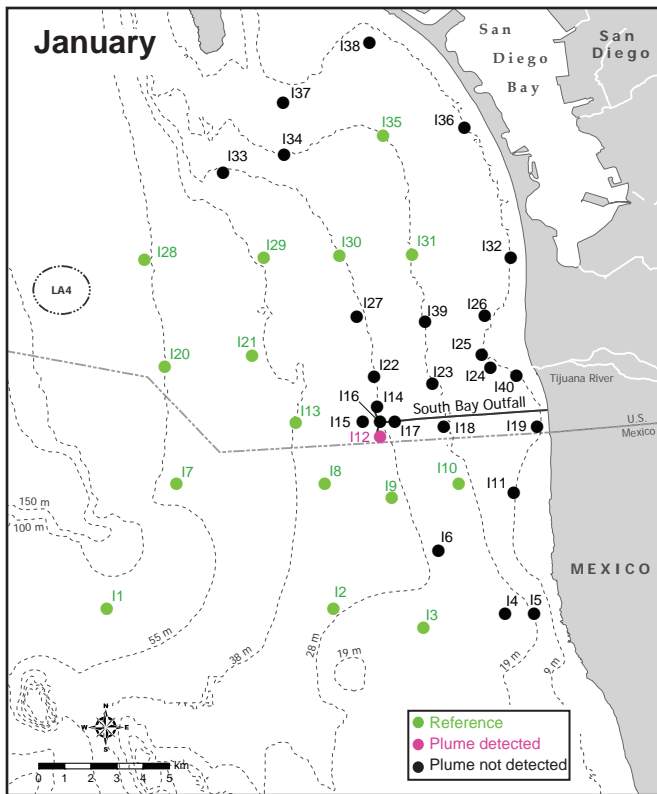 January
San
Diego
Bay
San
Diego
I38
I37
I36
I35
I34
I33
I32
I28
I29
I30
I31
LA4
I27
I39
I26
I21
I25
I20
I22
I23
I24
I40
Tijuana River
I16
I14
South Bay Outfall
I13
I15
I17
U.S.
I12
I18
I19
Mexico
I7
I8
I9
I10
I11
150 m
100 m
I6
MEXICO
I1
I2
I3
I4
I5
55 m
38 m
28 m
19 m
19 m
9 m
N
W
E
S
Reference
Plume detected
Plume not detected
km
0 1 2 3 4 5